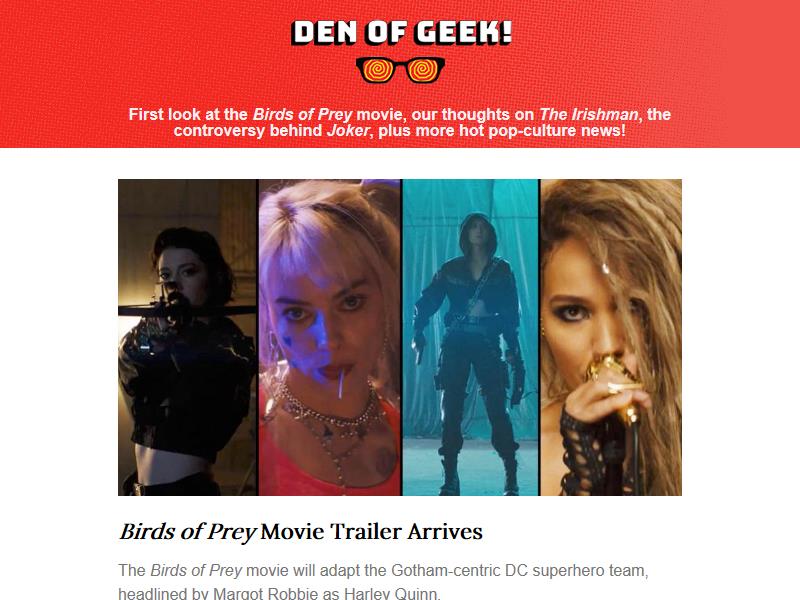 DEN OF GEEK!
First look at the Birds of Prey movie, our thoughts on The Irishman, the
controversy behind Joker, plus more hot pop-culture news!
Birds of Prey Movie Trailer Arrives
The Birds of Prey movie will adapt the Gotham-centric DC superhero team,
headlined by Margot Robbie as Harley Quinn.